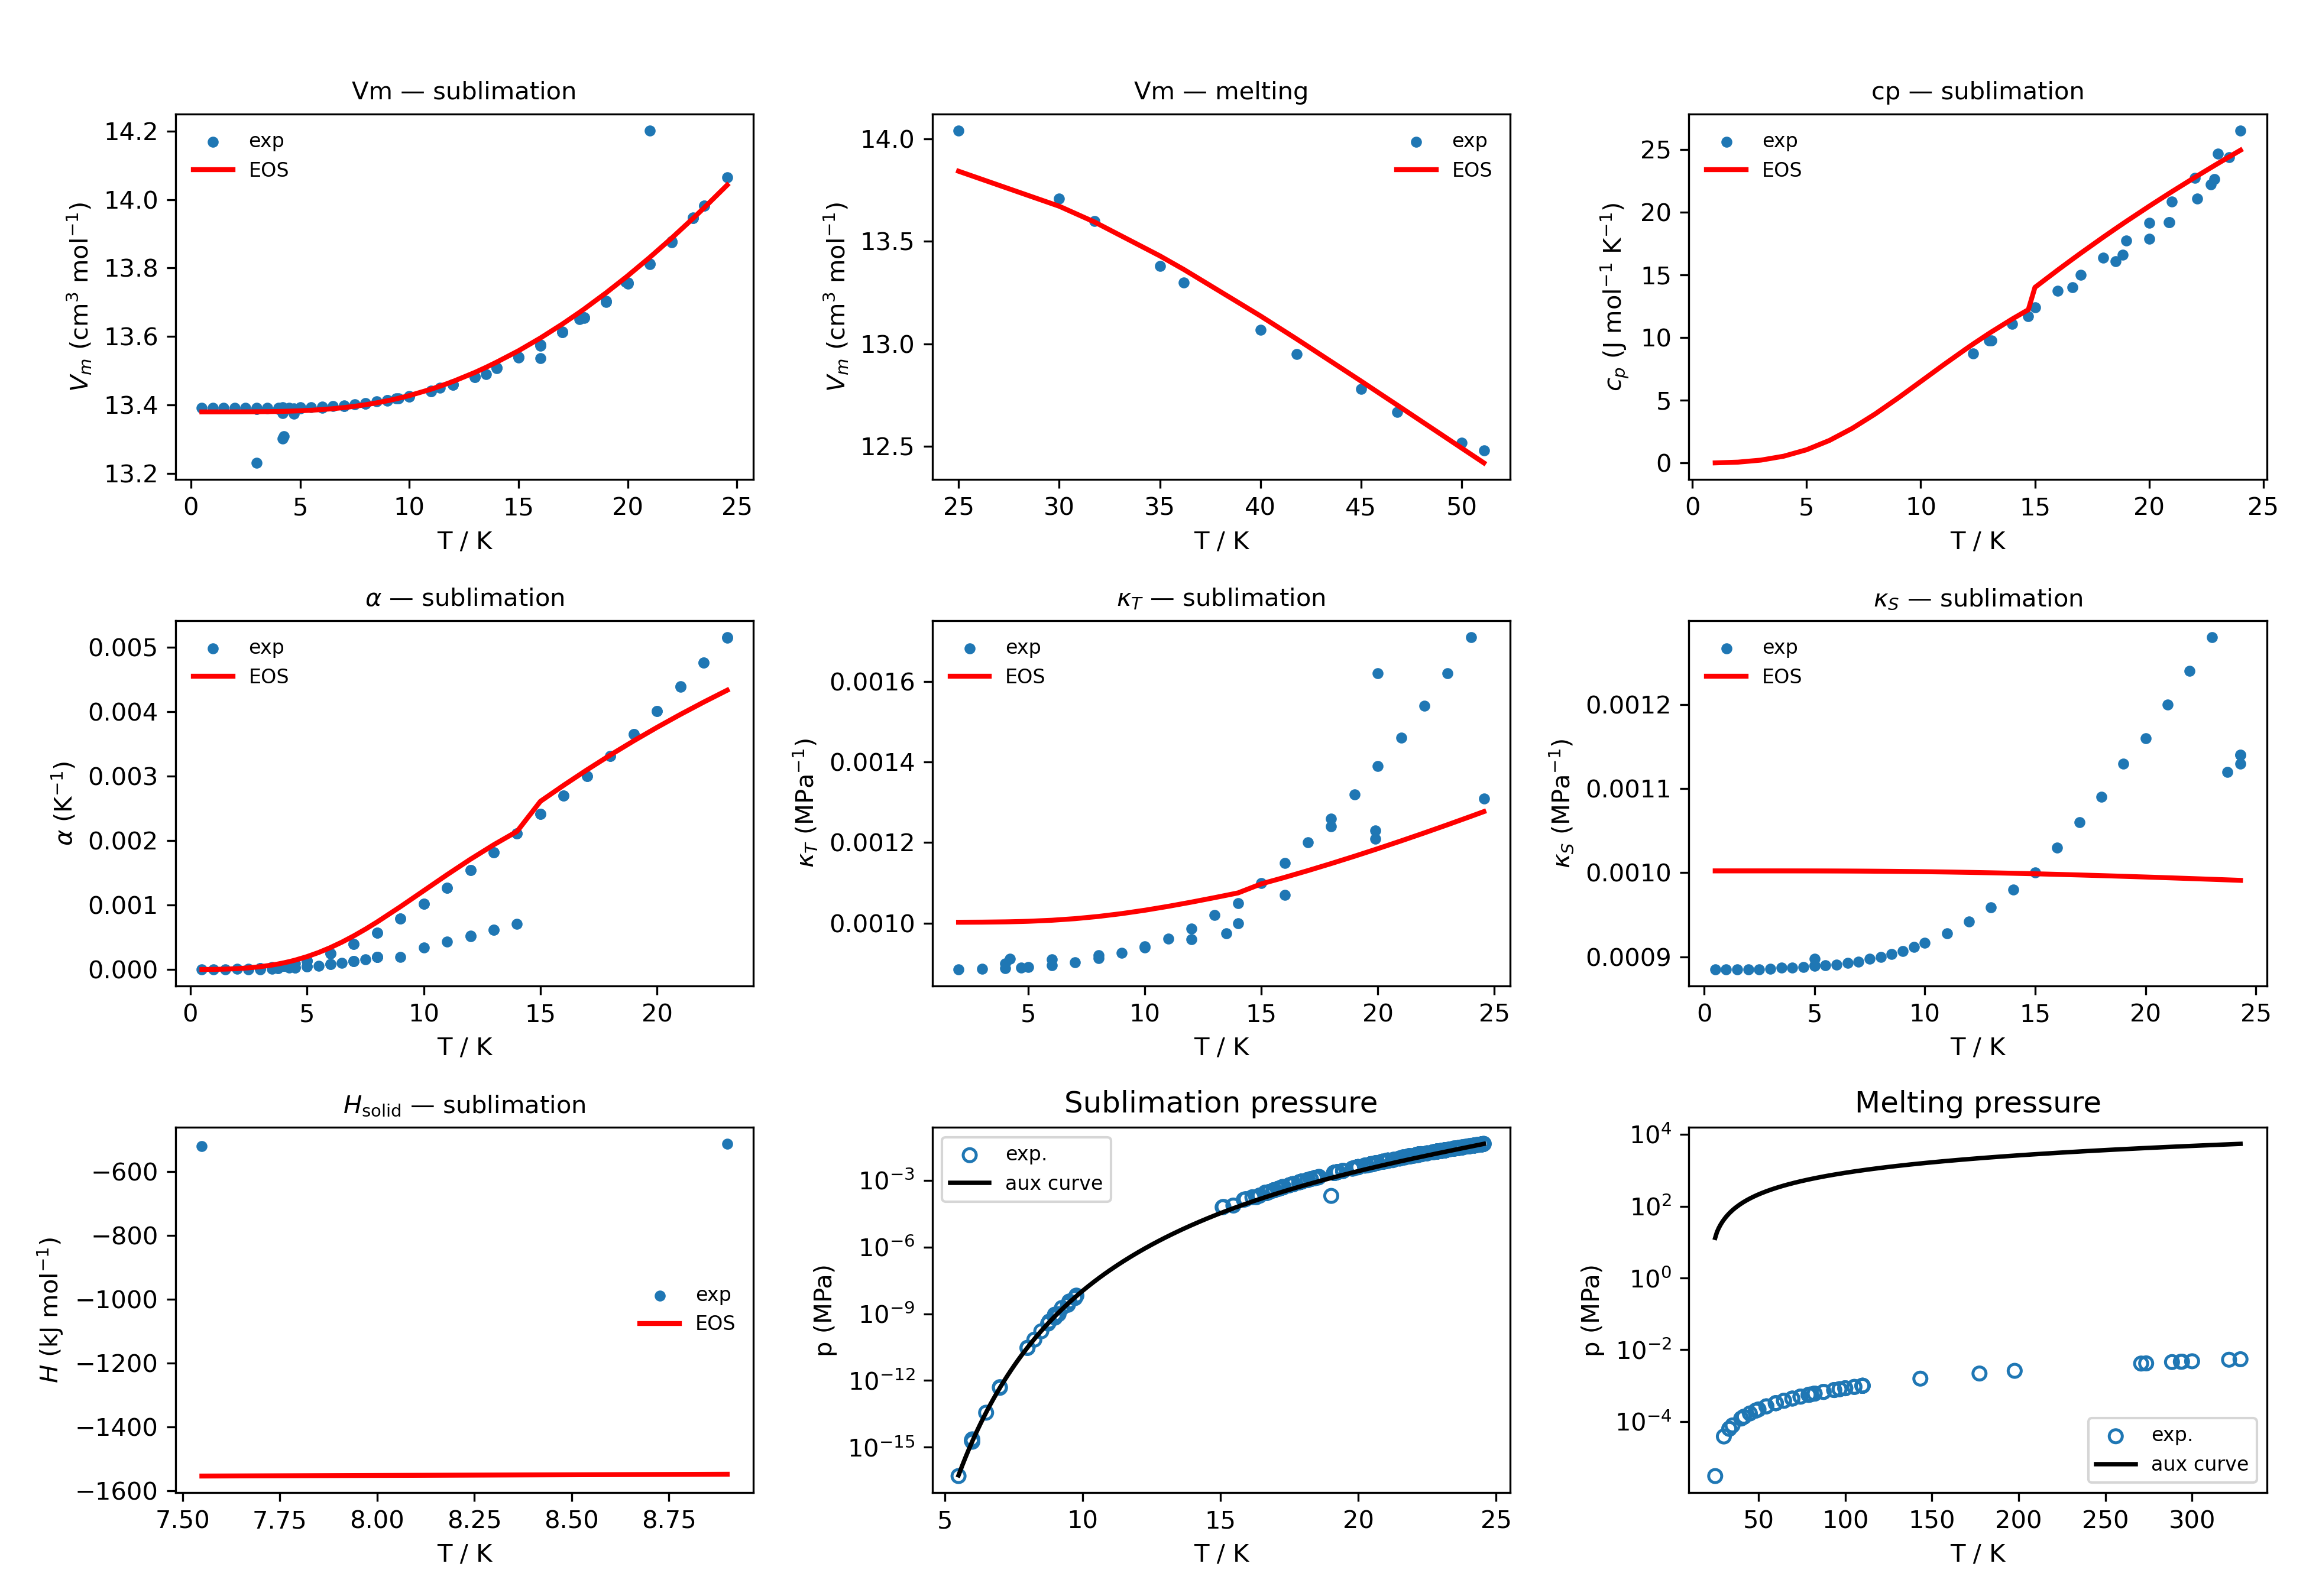 Vm — sublimation
exp
EOS
14.2
14.0
13.8
13.6
13.4
13.2
V_m (cm³ mol⁻¹)
0 5 10 15 20 25
T / K
Vm — melting
exp
EOS
14.0
13.5
13.0
12.5
V_m (cm³ mol⁻¹)
25 30 35 40 45 50
T / K
cp — sublimation
exp
EOS
25
20
15
10
5
0
c_p (J mol⁻¹ K⁻¹)
0 5 10 15 20 25
T / K
α — sublimation
exp
EOS
0.005
0.004
0.003
0.002
0.001
0.000
α (K⁻¹)
0 5 10 15 20
T / K
κ_T — sublimation
exp
EOS
0.0016
0.0014
0.0012
0.0010
κ_T (MPa⁻¹)
5 10 15 20 25
T / K
κ_S — sublimation
exp
EOS
0.0012
0.0011
0.0010
0.0009
κ_S (MPa⁻¹)
0 5 10 15 20 25
T / K
H_solid — sublimation
exp
EOS
−600
−800
−1000
−1200
−1400
−1600
H (kJ mol⁻¹)
7.50 7.75 8.00 8.25 8.50 8.75
T / K
Sublimation pressure
exp.
aux curve
10⁻³
10⁻⁶
10⁻⁹
10⁻¹²
10⁻¹⁵
p (MPa)
5 10 15 20 25
T / K
Melting pressure
exp.
aux curve
10⁴
10²
10⁰
10⁻²
10⁻⁴
p (MPa)
50 100 150 200 250 300
T / K